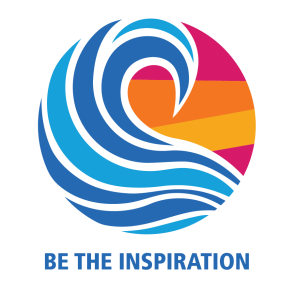 BE THE INSPIRATION